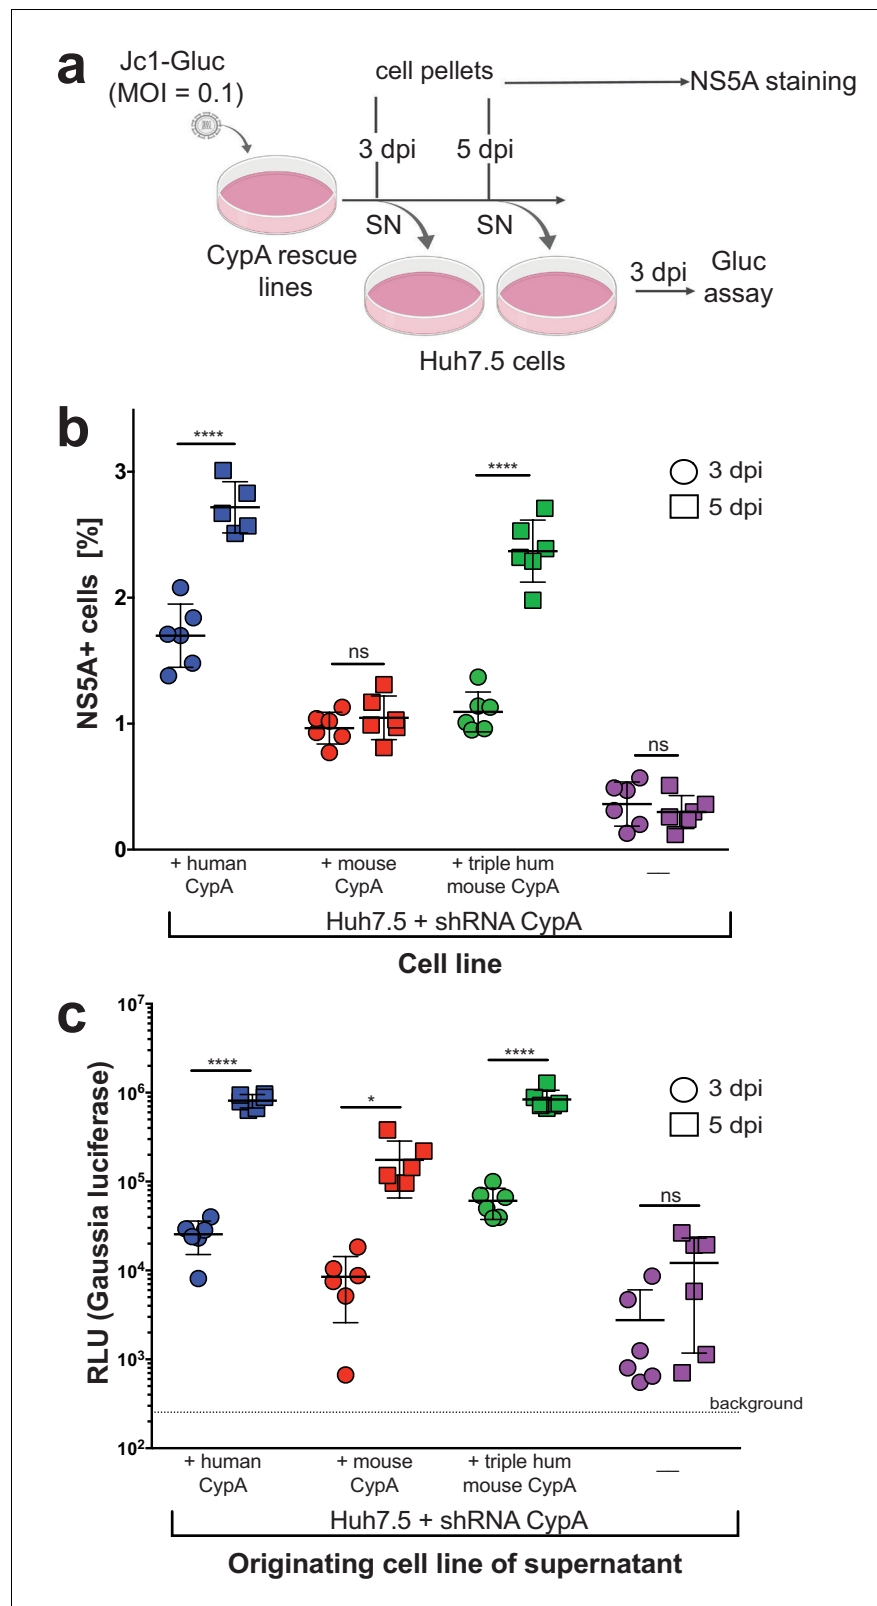 a
Jc1-Gluc
(MOI = 0.1)
cell pellets
NS5A staining
3 dpi
5 dpi
SN
SN
CypA rescue
lines
3 dpi
Gluc
assay
Huh7.5 cells
b
****
****
ns
ns
3 dpi
5 dpi
NS5A+ cells [%]
3
2
1
0
+ human
CypA
+ mouse
CypA
+ triple hum
mouse CypA
__
Huh7.5 + shRNA CypA
Cell line
c
****
*
****
ns
3 dpi
5 dpi
RLU (Gaussia luciferase)
10⁷
10⁶
10⁵
10⁴
10³
10²
background
+ human
CypA
+ mouse
CypA
+ triple hum
mouse CypA
__
Huh7.5 + shRNA CypA
Originating cell line of supernatant